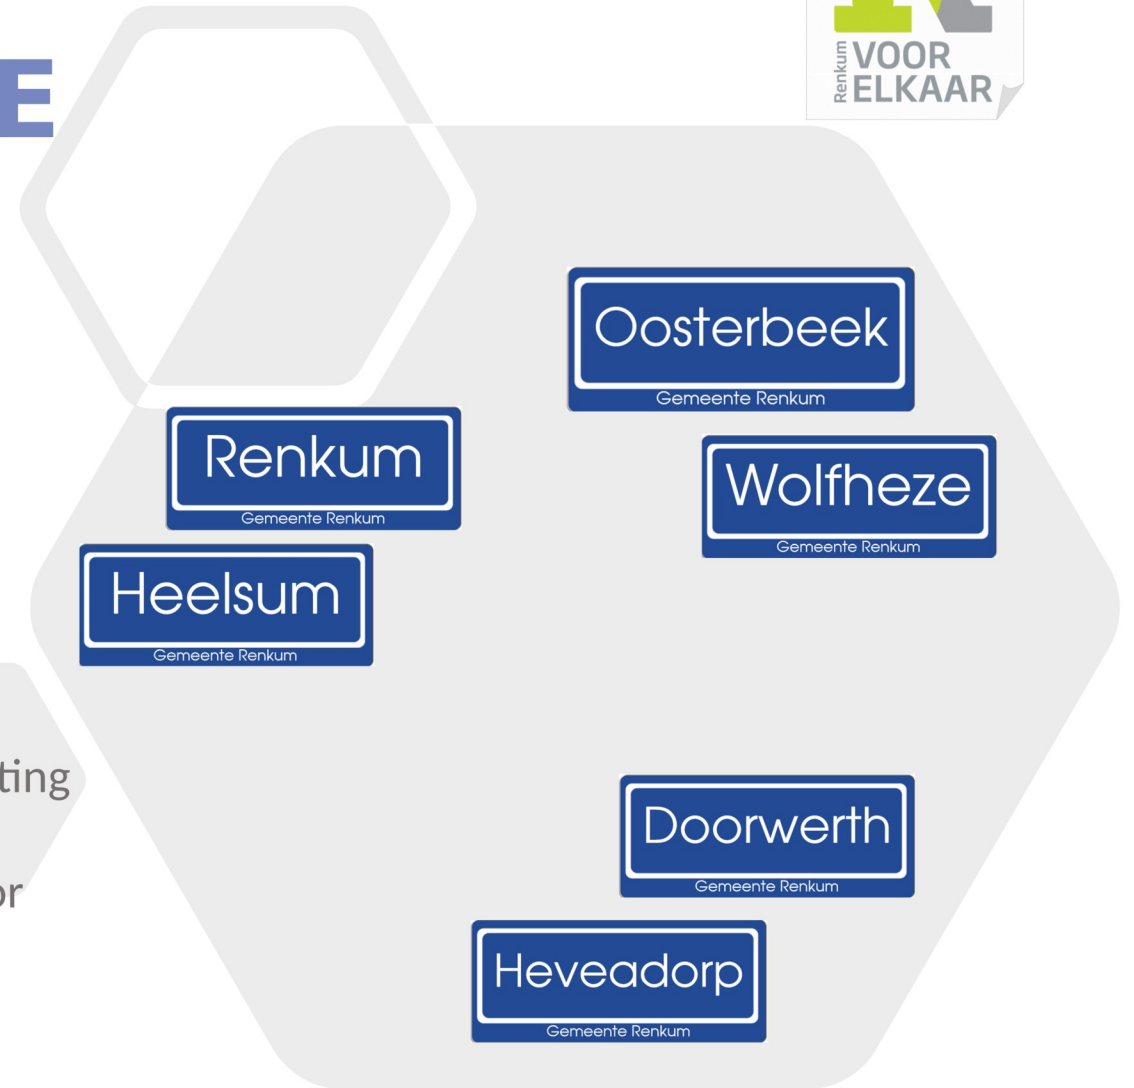 E
Renkum
VOOR
ELKAAR
Oosterbeek
Gemeente Renkum
Renkum
Gemeente Renkum
Wolfheze
Gemeente Renkum
Heelsum
Gemeente Renkum
ting
or
Doorwerth
Gemeente Renkum
Heveadorp
Gemeente Renkum